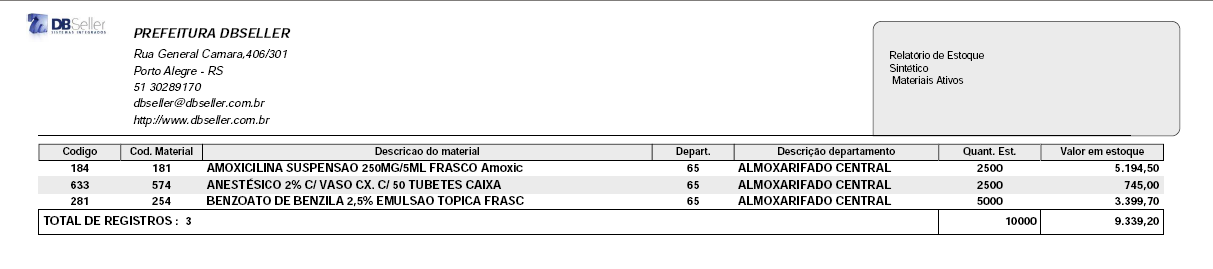 DBSeller
SISTEMAS INTEGRADOS
PREFEITURA DBSELLER
Rua General Camara,406/301
Porto Alegre - RS
51 30289170
dbseller@dbseller.com.br
http://www.dbseller.com.br
Relatório de Estoque
Sintético
Materiais Ativos
Codigo Cod. Material Descricao do material Depart. Descrição departamento Quant. Est. Valor em estoque
184 181 AMOXICILINA SUSPENSAO 250MG/5ML FRASCO Amoxic 65 ALMOXARIFADO CENTRAL 2500 5.194,50
633 574 ANESTÉSICO 2% C/ VASO CX. C/ 50 TUBETES CAIXA 65 ALMOXARIFADO CENTRAL 2500 745,00
281 254 BENZOATO DE BENZILA 2,5% EMULSAO TOPICA FRASC 65 ALMOXARIFADO CENTRAL 5000 3.399,70
TOTAL DE REGISTROS : 3 10000 9.339,20